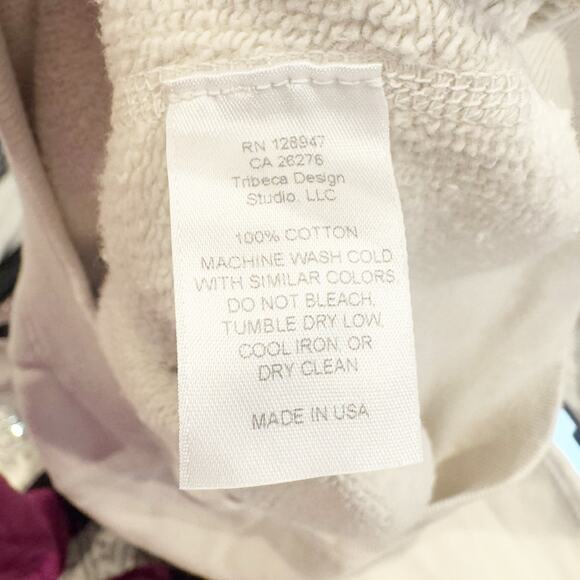 RN 128947
CA 26276
Tribeca Design
Studio, LLC
100% COTTON
MACHINE WASH COLD
WITH SIMILAR COLORS,
DO NOT BLEACH,
TUMBLE DRY LOW,
COOL IRON, OR
DRY CLEAN
MADE IN USA